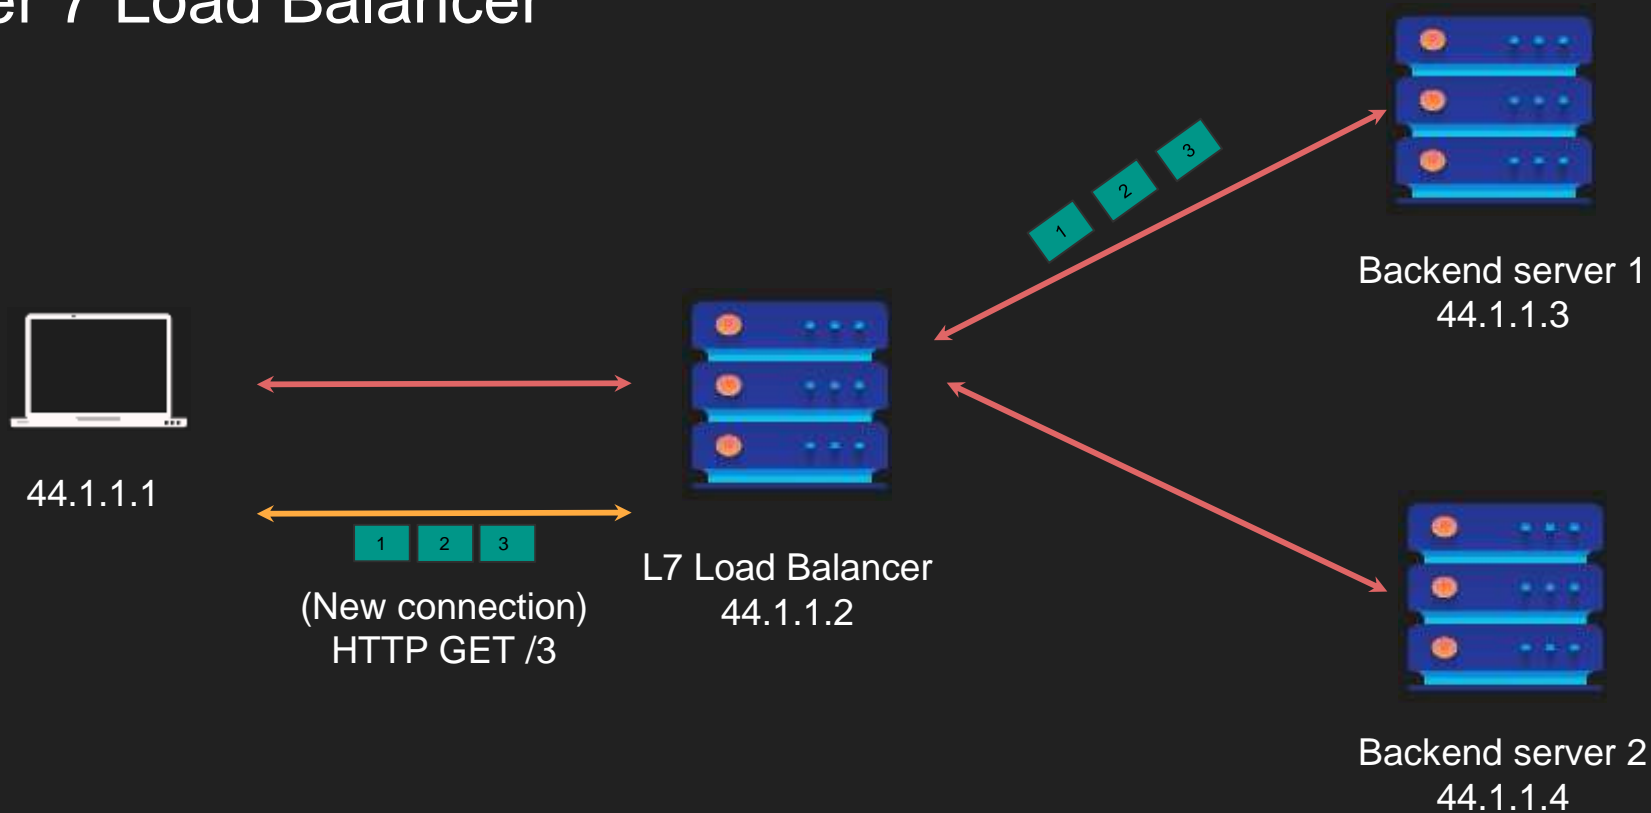 er 7 Load Balancer
3
2
1
Backend server 1
44.1.1.3
44.1.1.1
1 2 3
(New connection)
HTTP GET /3
L7 Load Balancer
44.1.1.2
Backend server 2
44.1.1.4